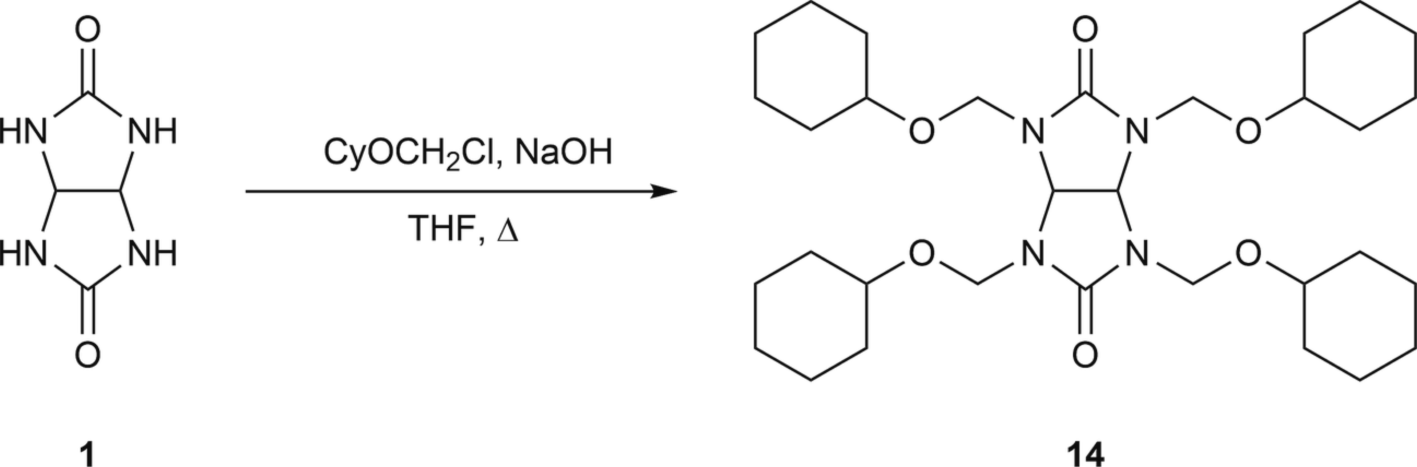 O
HN NH
HN NH
O
1
CyOCH₂Cl, NaOH
THF, Δ
O
O N N O
O N N O
O
14